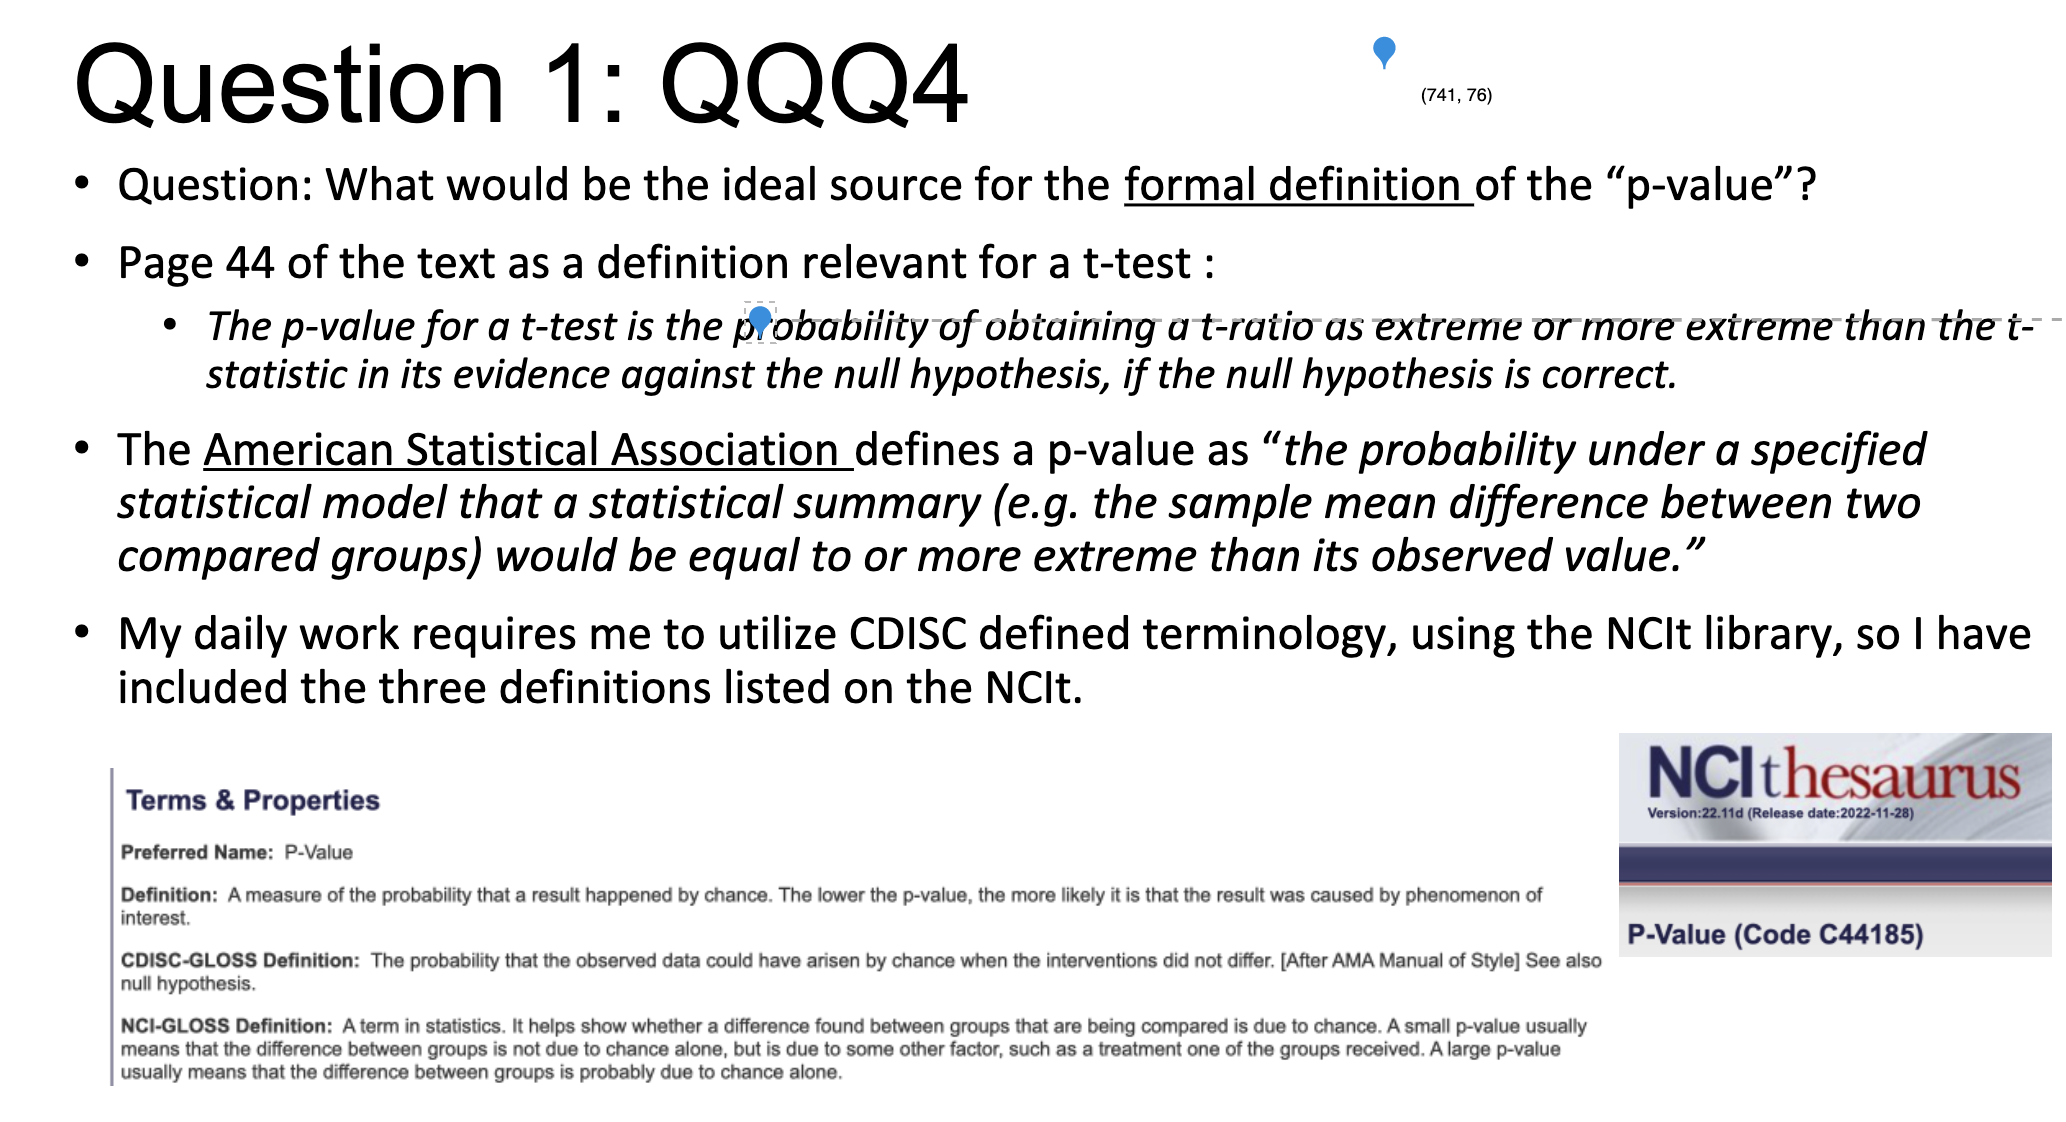 Question 1: QQQ4
(741, 76)
• Question: What would be the ideal source for the formal definition of the “p-value”?
• Page 44 of the text as a definition relevant for a t-test :
• The p-value for a t-test is the probability of obtaining a t-ratio as extreme or more extreme than the t-
statistic in its evidence against the null hypothesis, if the null hypothesis is correct.
• The American Statistical Association defines a p-value as “the probability under a specified
statistical model that a statistical summary (e.g. the sample mean difference between two
compared groups) would be equal to or more extreme than its observed value.”
• My daily work requires me to utilize CDISC defined terminology, using the NCIt library, so I have
included the three definitions listed on the NCIt.
Terms & Properties
Preferred Name: P-Value
Definition: A measure of the probability that a result happened by chance. The lower the p-value, the more likely it is that the result was caused by phenomenon of
interest.
CDISC-GLOSS Definition: The probability that the observed data could have arisen by chance when the interventions did not differ. [After AMA Manual of Style] See also
null hypothesis.
NCI-GLOSS Definition: A term in statistics. It helps show whether a difference found between groups that are being compared is due to chance. A small p-value usually
means that the difference between groups is not due to chance alone, but is due to some other factor, such as a treatment one of the groups received. A large p-value
usually means that the difference between groups is probably due to chance alone.
NCIthesaurus
Version:22.11d (Release date:2022-11-28)
P-Value (Code C44185)